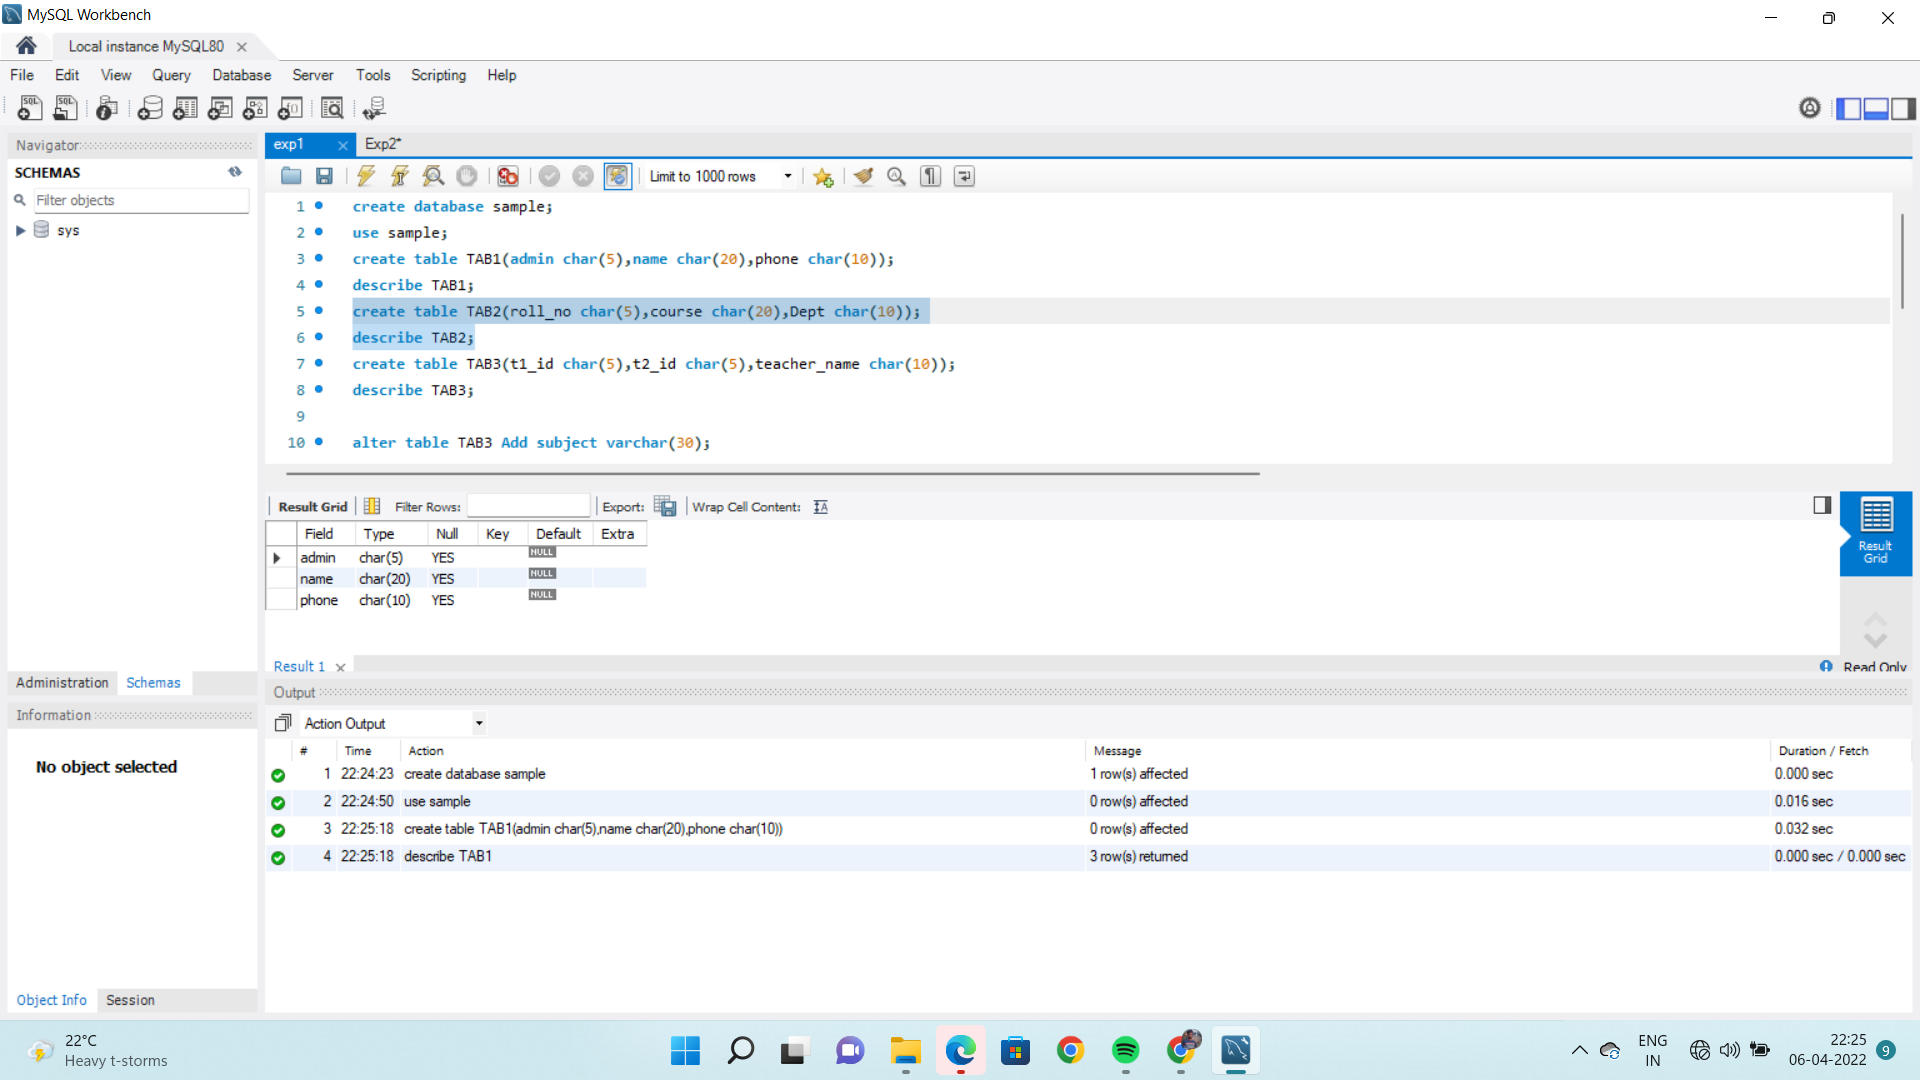 MySQL Workbench
Local instance MySQL80
File Edit View Query Database Server Tools Scripting Help
Navigator
SCHEMAS
Filter objects
sys
Administration Schemas
Information
No object selected
Object Info Session
exp1 Exp2*
Limit to 1000 rows
1 create database sample;
2 use sample;
3 create table TAB1(admin char(5),name char(20),phone char(10));
4 describe TAB1;
5 create table TAB2(roll_no char(5),course char(20),Dept char(10));
6 describe TAB2;
7 create table TAB3(t1_id char(5),t2_id char(5),teacher_name char(10));
8 describe TAB3;
9
10 alter table TAB3 Add subject varchar(30);
Result Grid Filter Rows: Export: Wrap Cell Content:
Field Type Null Key Default Extra
admin char(5) YES NULL
name char(20) YES NULL
phone char(10) YES NULL
Result Grid
Result 1
Read Only
Output
Action Output
# Time Action Message Duration / Fetch
1 22:24:23 create database sample 1 row(s) affected 0.000 sec
2 22:24:50 use sample 0 row(s) affected 0.016 sec
3 22:25:18 create table TAB1(admin char(5),name char(20),phone char(10)) 0 row(s) affected 0.032 sec
4 22:25:18 describe TAB1 3 row(s) returned 0.000 sec / 0.000 sec
22°C
Heavy t-storms
ENG
IN
22:25
06-04-2022
9